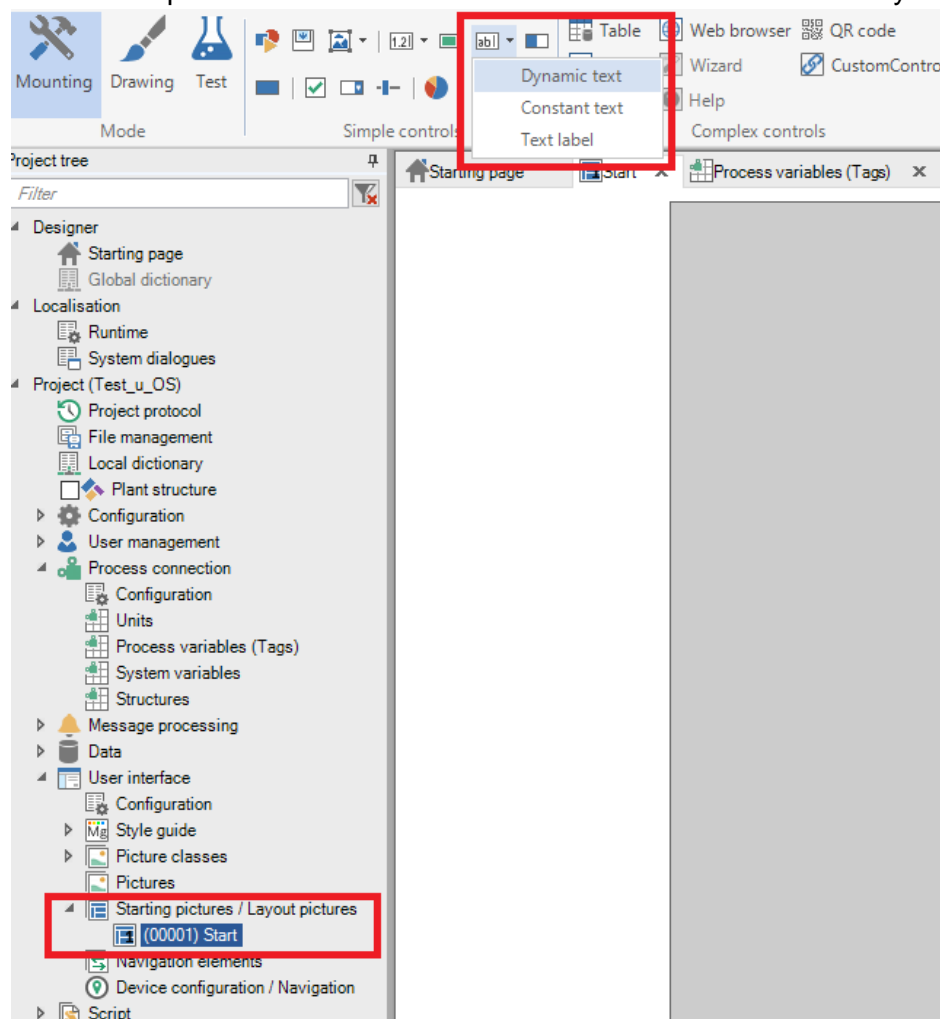 Table
Web browser
QR code
Mounting
Drawing
Test
1.2
ab
Dynamic text
Wizard
CustomContro
Constant text
Help
Mode
Simple controls
Text label
Complex controls
Project tree
Starting page
Start
Process variables (Tags)
Filter
Designer
Starting page
Global dictionary
Localisation
Runtime
System dialogues
Project (Test_u_OS)
Project protocol
File management
Local dictionary
Plant structure
Configuration
User management
Process connection
Configuration
Units
Process variables (Tags)
System variables
Structures
Message processing
Data
User interface
Configuration
Mg Style guide
Picture classes
Pictures
Starting pictures / Layout pictures
(00001) Start
Navigation elements
Device configuration / Navigation
Script